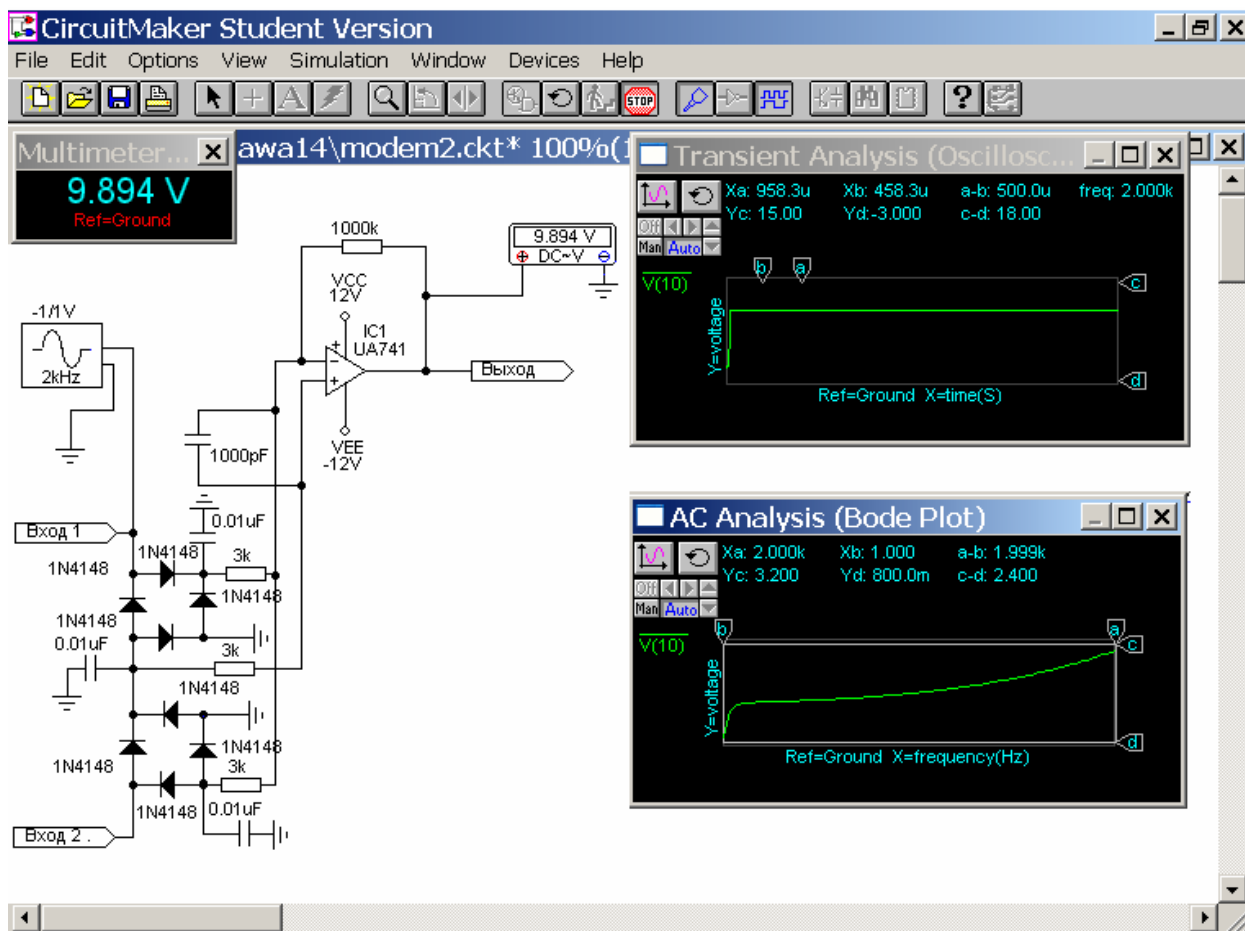 CircuitMaker Student Version
File Edit Options View Simulation Window Devices Help
STOP
Multimeter...
9.894 V
Ref=Ground
awa14\modem2.ckt* 100%(
1000k
9.894 V
DC~V
VCC
12V
IC1
UA741
Выход
VEE
-12V
-1/1V
2kHz
1000pF
0.01uF
Вход 1
1N4148
3k
1N4148
1N4148
1N4148
0.01uF
3k
1N4148
1N4148
1N4148
3k
1N4148
0.01uF
Вход 2 .
Transient Analysis (Oscillosc...
Xa: 958.3u Xb: 458.3u a-b: 500.0u freq: 2.000k
Yc: 15.00 Yd:-3.000 c-d: 18.00
Off
Man Auto
b a
V(10)
c
Y=voltage
d
Ref=Ground X=time(S)
AC Analysis (Bode Plot)
Xa: 2.000k Xb: 1.000 a-b: 1.999k
Yc: 3.200 Yd: 800.0m c-d: 2.400
Off
Man Auto
b a
V(10)
c
Y=voltage
d
Ref=Ground X=frequency(Hz)